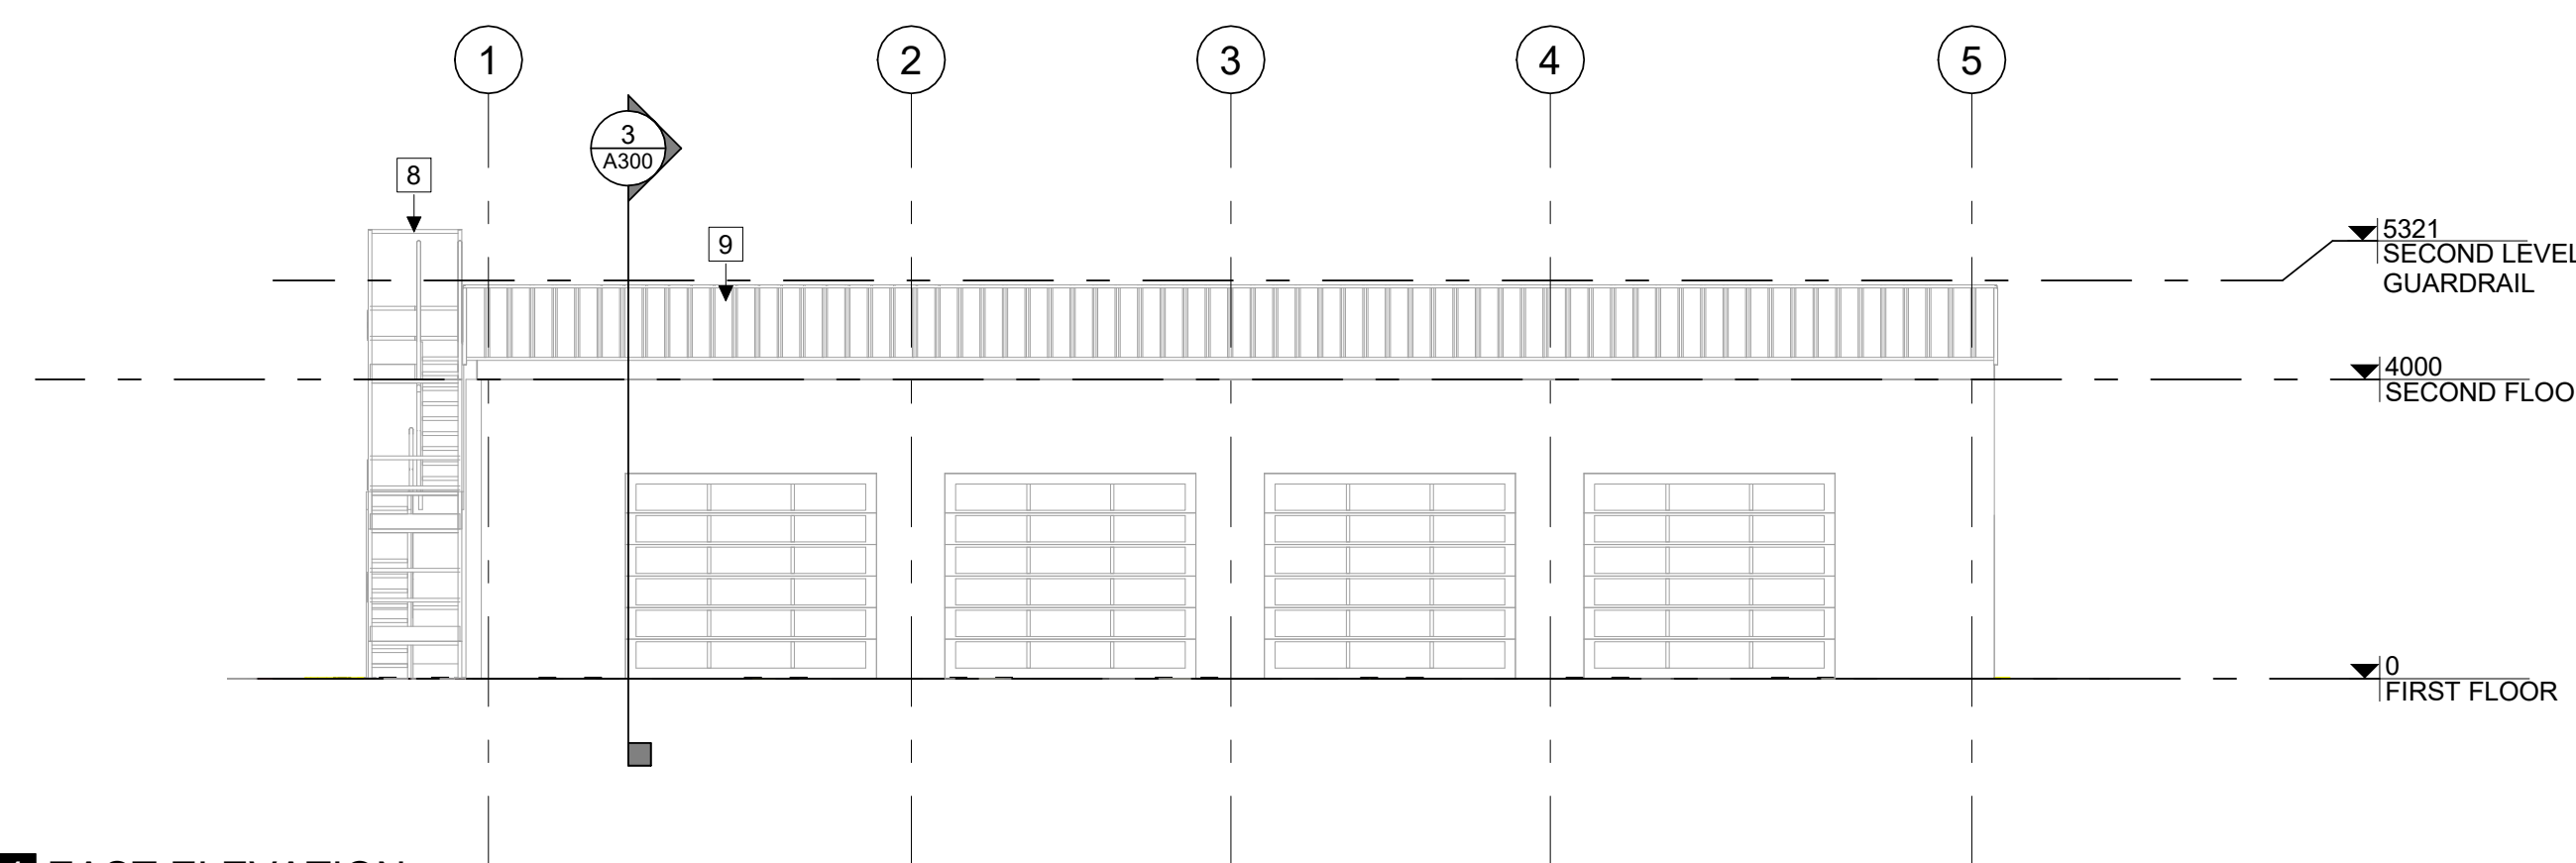 1
2
3
4
5
3
A300
8
9
5321
SECOND LEVEL
GUARDRAIL
4000
SECOND FLOO
0
FIRST FLOOR